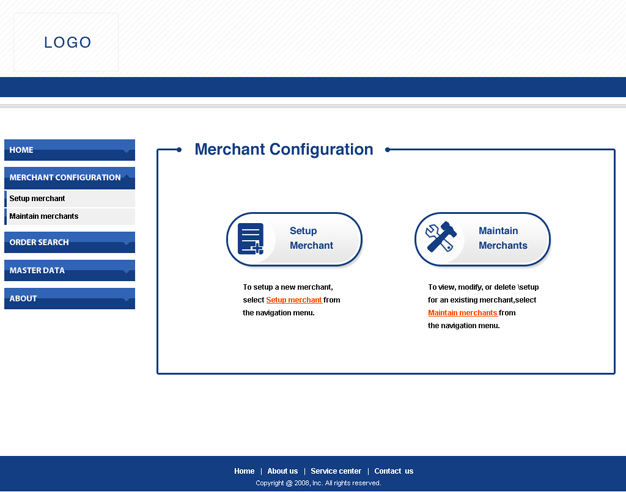 LOGO
HOME
MERCHANT CONFIGURATION
Setup merchant
Maintain merchants
ORDER SEARCH
MASTER DATA
ABOUT
Merchant Configuration
Setup
Merchant
To setup a new merchant,
select Setup merchant from
the navigation menu.
Maintain
Merchants
To view, modify, or delete \setup
for an existing merchant,select
Maintain merchants from
the navigation menu.
Home | About us | Service center | Contact us
Copyright @ 2008, Inc. All rights reserved.